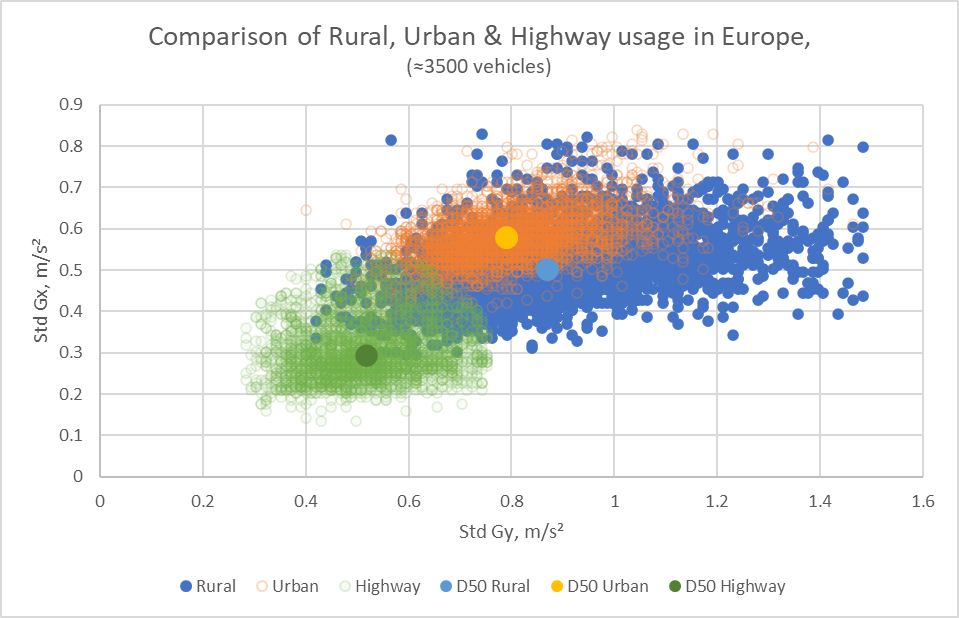 Comparison of Rural, Urban & Highway usage in Europe,
(≈3500 vehicles)
0.9
0.8
0.7
0.6
0.5
0.4
0.3
0.2
0.1
0
Std Gx, m/s²
0 0.2 0.4 0.6 0.8 1 1.2 1.4 1.6
Std Gy, m/s²
Rural Urban Highway D50 Rural D50 Urban D50 Highway